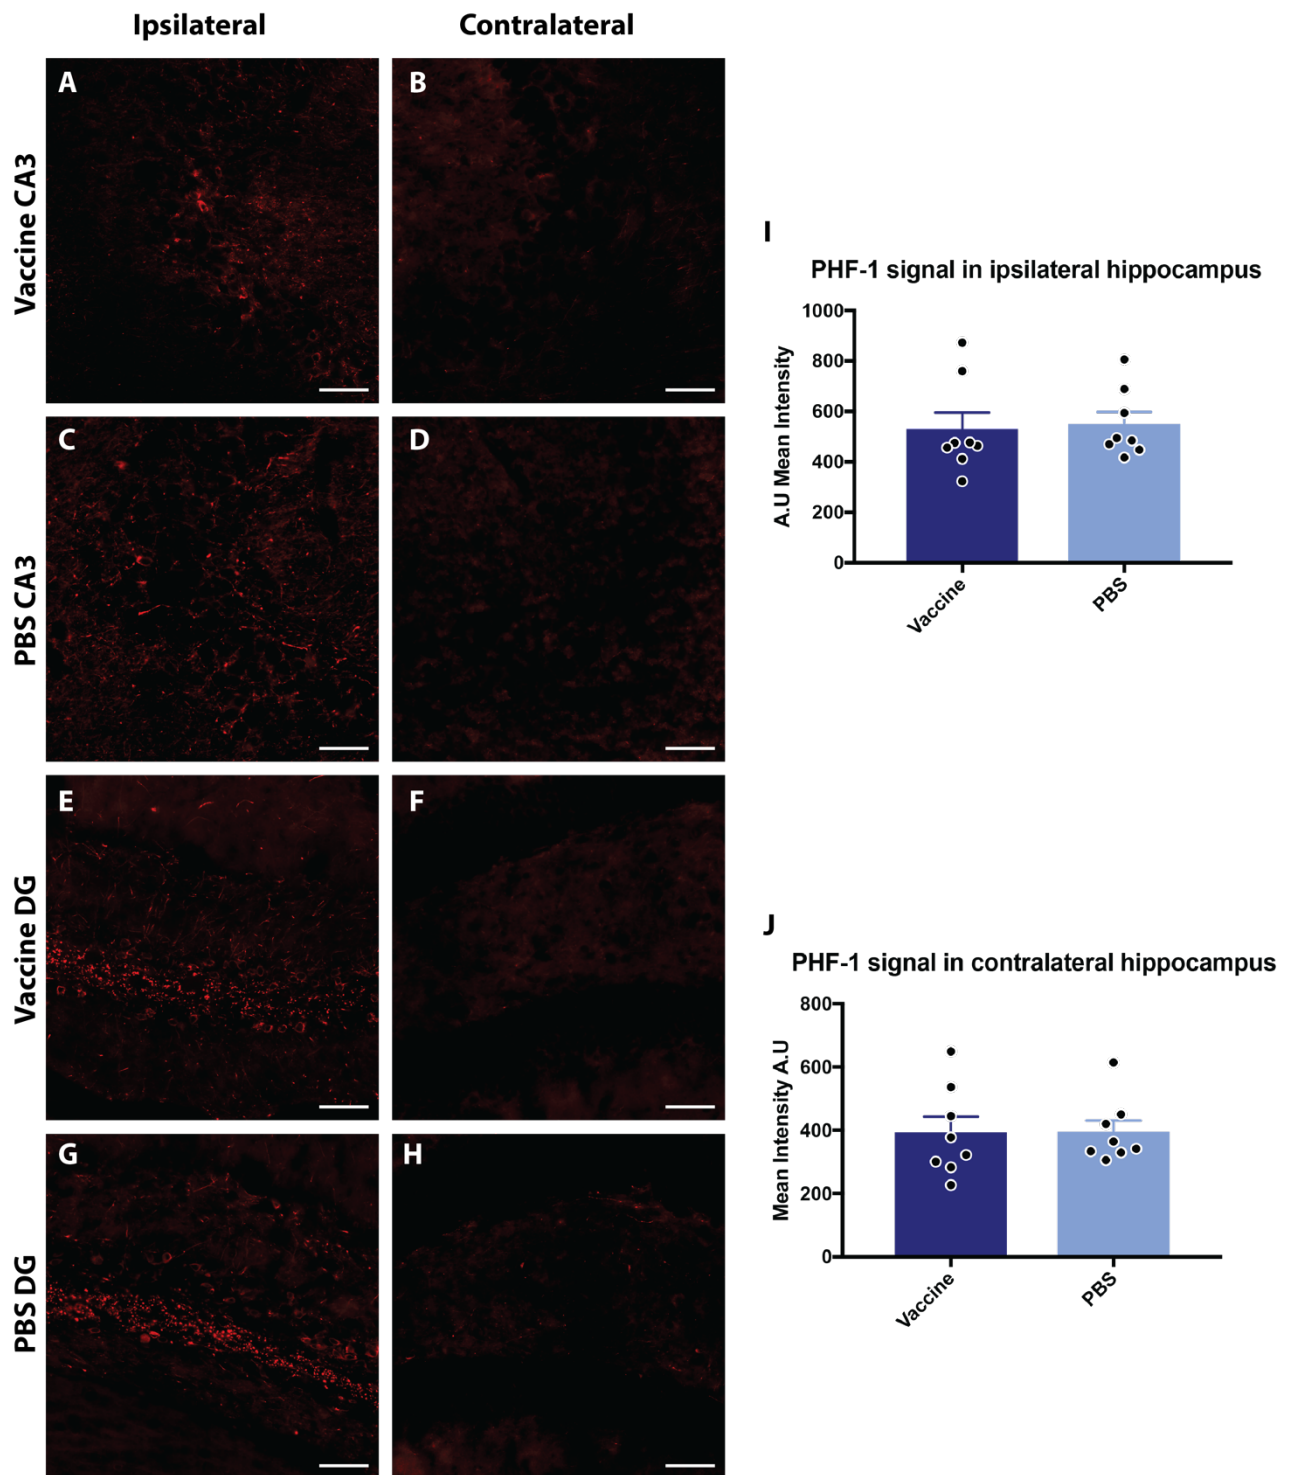 Ipsilateral
Contralateral
Vaccine CA3
A
B
PBS CA3
C
D
Vaccine DG
E
F
PBS DG
G
H
I
PHF-1 signal in ipsilateral hippocampus
A.U Mean Intensity
1000
800
600
400
200
0
Vaccine
PBS
J
PHF-1 signal in contralateral hippocampus
Mean Intensity A.U
800
600
400
200
0
Vaccine
PBS